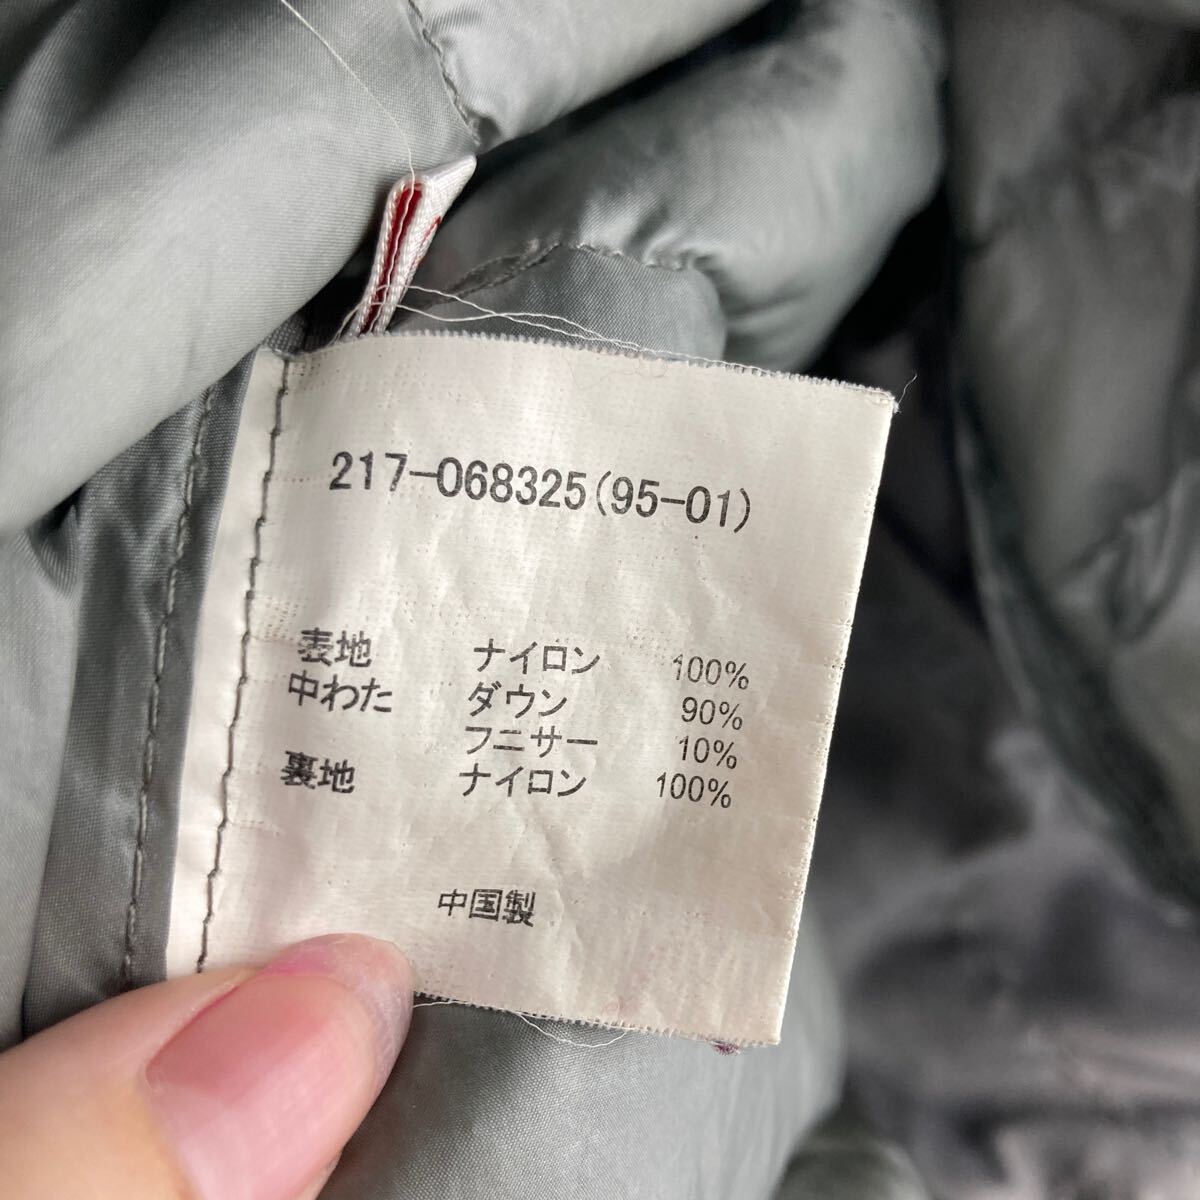 217-068325(95-01)
表地 ナイロン 100%
中わた ダウン 90%
フニサー 10%
裏地 ナイロン 100%
中国製